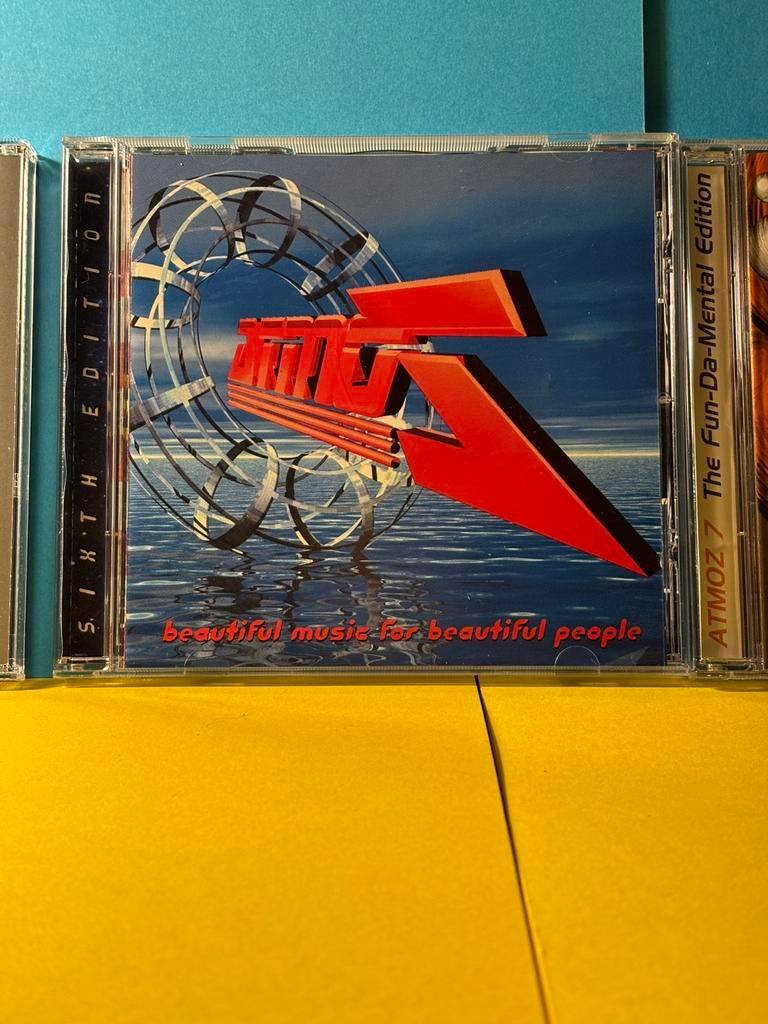 SIXTH EDITION
atmoz
beautiful music for beautiful people
ATMOZ 7 The Fun-Da-Mental Edition